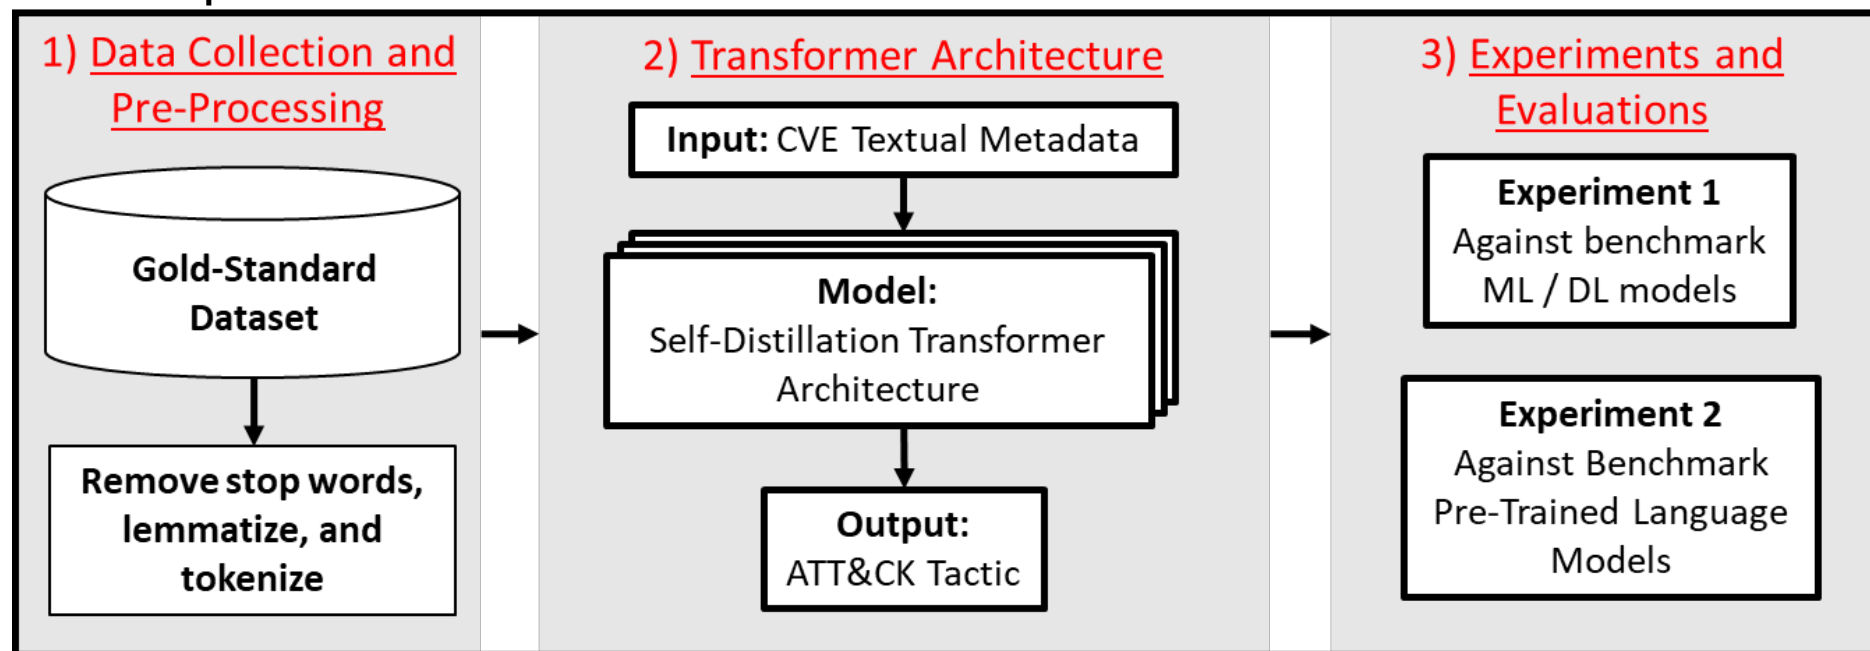 1) Data Collection and
Pre-Processing
Gold-Standard
Dataset
Remove stop words,
lemmatize, and
tokenize
2) Transformer Architecture
Input: CVE Textual Metadata
Model:
Self-Distillation Transformer
Architecture
Output:
ATT&CK Tactic
3) Experiments and
Evaluations
Experiment 1
Against benchmark
ML / DL models
Experiment 2
Against Benchmark
Pre-Trained Language
Models